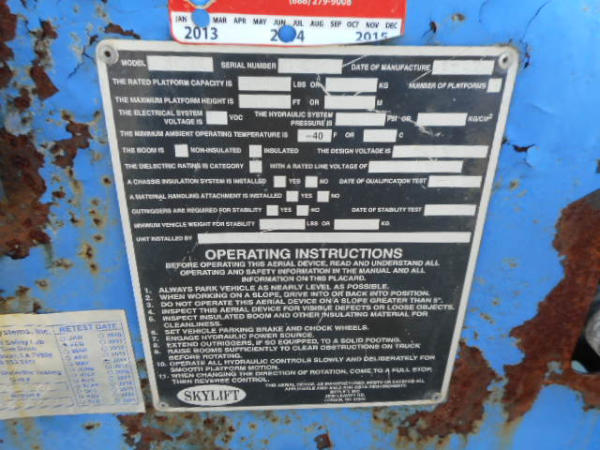 (888) 279-9008
JAN MAR APR MAY JUN JUL AUG SEP OCT NOV DEC
2013 2014 2015
MODEL SERIAL NUMBER DATE OF MANUFACTURE
THE RATED PLATFORM CAPACITY IS LBS OR KG NUMBER OF PLATFORMS
THE MAXIMUM PLATFORM HEIGHT IS FT OR M
THE ELECTRICAL SYSTEM VOLTAGE IS VDC THE HYDRAULIC SYSTEM PRESSURE IS PSI OR KG/CM²
THE MINIMUM AMBIENT OPERATING TEMPERATURE IS -40 F OR C
THE BOOM IS NON-INSULATED INSULATED THE DESIGN VOLTAGE IS
THE DIELECTRIC RATING IS CATEGORY WITH A RATED LINE VOLTAGE OF
A CHASSIS INSULATION SYSTEM IS INSTALLED YES NO DATE OF QUALIFICATION TEST
A MATERIAL HANDLING ATTACHMENT IS INSTALLED YES NO
OUTRIGGERS ARE REQUIRED FOR STABILITY YES NO DATE OF STABILITY TEST
MINIMUM VEHICLE WEIGHT FOR STABILITY LBS OR KG.
UNIT INSTALLED BY
OPERATING INSTRUCTIONS
BEFORE OPERATING THIS AERIAL DEVICE, READ AND UNDERSTAND ALL
OPERATING AND SAFETY INFORMATION IN THE MANUAL AND ALL
INFORMATION ON THIS PLACARD.
1. ALWAYS PARK VEHICLE AS NEARLY LEVEL AS POSSIBLE.
2. WHEN WORKING ON A SLOPE, DRIVE INTO OR BACK INTO POSITION.
3. DO NOT OPERATE THIS AERIAL DEVICE ON A SLOPE GREATER THAN 5°.
4. INSPECT THIS AERIAL DEVICE FOR VISIBLE DEFECTS OR LOOSE OBJECTS.
5. INSPECT INSULATED BOOM AND OTHER INSULATING MATERIAL FOR
CLEANLINESS.
6. SET VEHICLE PARKING BRAKE AND CHOCK WHEELS.
7. ENGAGE HYDRAULIC POWER SOURCE.
8. EXTEND OUTRIGGERS, IF SO EQUIPPED, TO A SOLID FOOTING.
9. RAISE BOOMS SUFFICIENTLY TO CLEAR OBSTRUCTIONS ON TRUCK
BEFORE ROTATING.
10. OPERATE ALL HYDRAULIC CONTROLS SLOWLY AND DELIBERATELY FOR
SMOOTH PLATFORM MOTION.
11. WHEN CHANGING THE DIRECTION OF ROTATION, COME TO A FULL STOP,
THEN REVERSE CONTROL.
SKYLIFT
RETEST DATE
JAN